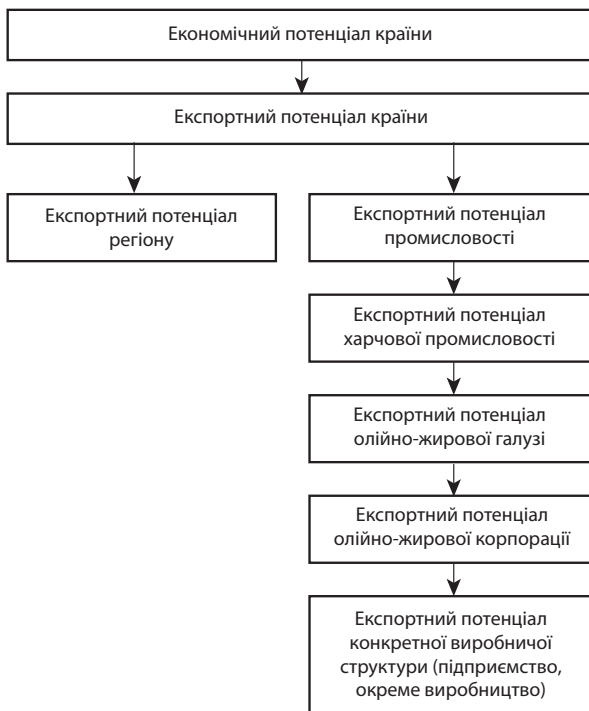 Економічний потенціал країни
Експортний потенціал країни
Експортний потенціал
регіону
Експортний потенціал
промисловості
Експортний потенціал
харчової промисловості
Експортний потенціал
олійно-жирової галузі
Експортний потенціал
олійно-жирової корпорації
Експортний потенціал
конкретної виробничої
структури (підприємство,
окреме виробництво)